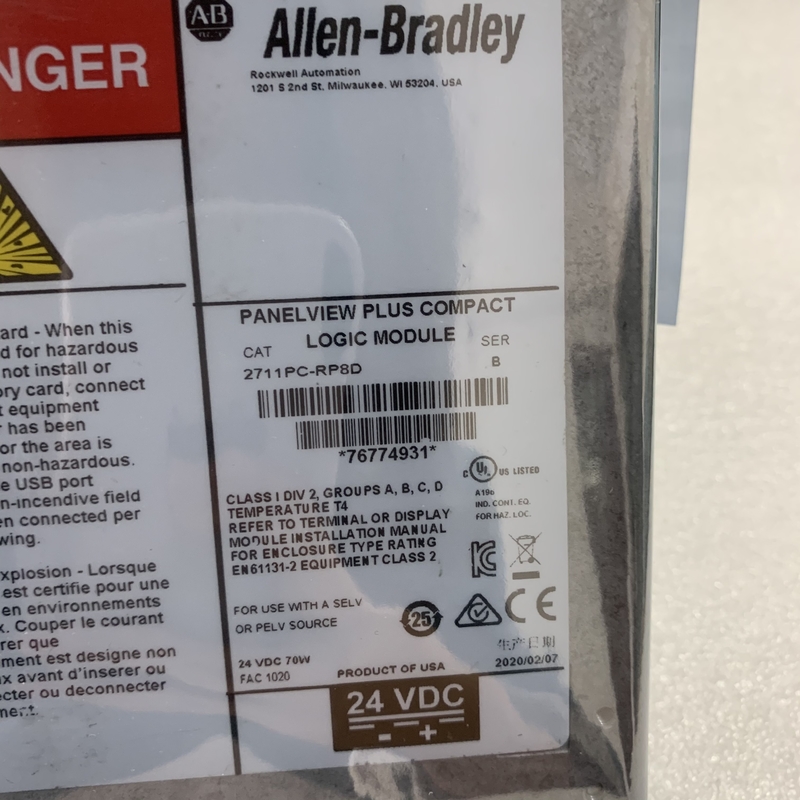 NGER
AB
Allen-Bradley
Rockwell Automation
1201 S 2nd St. Milwaukee. WI 53204. USA
ard - When this
d for hazardous
not install or
ory card, connect
t equipment
r has been
or the area is
non-hazardous.
e USB port
n-incendive field
en connected per
wing.
xplosion - Lorsque
est certifie pour une
en environnements
x. Couper le courant
rer que
ment est designe non
ux avant d'inserer ou
ecter ou deconnecter
ment.
PANELVIEW PLUS COMPACT
LOGIC MODULE
CAT
SER
2711PC-RP8D
B
*76774931*
CLASS I DIV 2, GROUPS A, B, C, D
TEMPERATURE T4
REFER TO TERMINAL OR DISPLAY
MODULE INSTALLATION MANUAL
FOR ENCLOSURE TYPE RATING
EN61131-2 EQUIPMENT CLASS 2
C UL US LISTED
A196
IND. CONT. EQ.
FOR HAZ. LOC.
FOR USE WITH A SELV
OR PELV SOURCE
25
CE
生产日期
2020/02/07
24 VDC 70W
FAC 1020
PRODUCT OF USA
24 VDC
- +